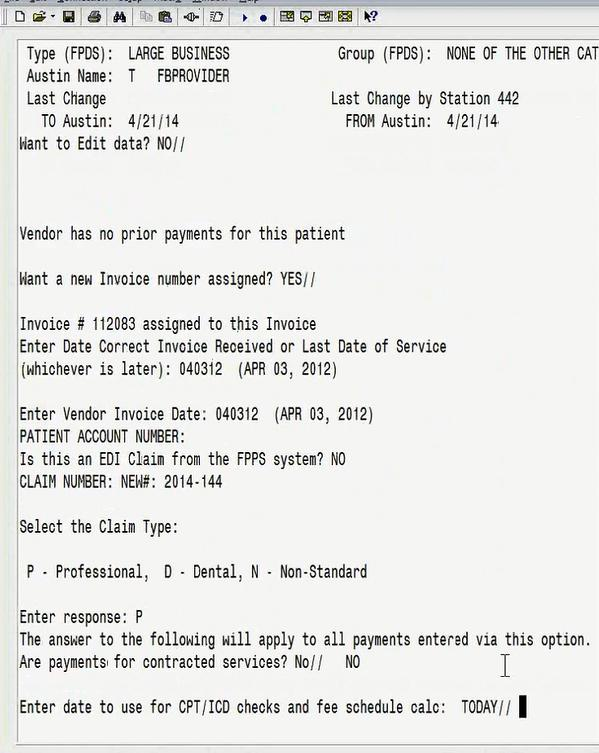 Type (FPDS): LARGE BUSINESS Group (FPDS): NONE OF THE OTHER CAT
Austin Name: T FBPROVIDER
Last Change Last Change by Station 442
TO Austin: 4/21/14 FROM Austin: 4/21/14
Want to Edit data? NO//
Vendor has no prior payments for this patient
Want a new Invoice number assigned? YES//
Invoice # 112083 assigned to this Invoice
Enter Date Correct Invoice Received or Last Date of Service
(whichever is later): 040312 (APR 03, 2012)
Enter Vendor Invoice Date: 040312 (APR 03, 2012)
PATIENT ACCOUNT NUMBER:
Is this an EDI Claim from the FPPS system? NO
CLAIM NUMBER: NEW#: 2014-144
Select the Claim Type:
P - Professional, D - Dental, N - Non-Standard
Enter response: P
The answer to the following will apply to all payments entered via this option.
Are payments for contracted services? No// NO
Enter date to use for CPT/ICD checks and fee schedule calc: TODAY//